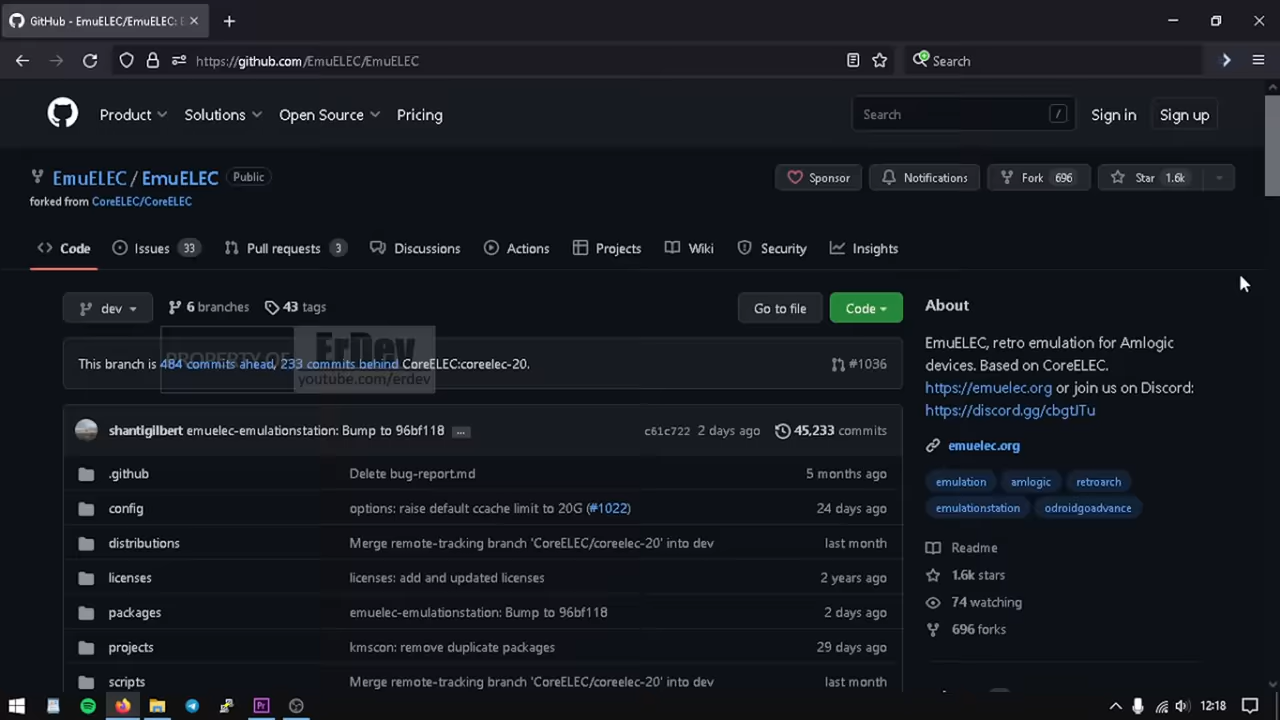 GitHub - EmuELEC/EmuELEC: E
https://github.com/EmuELEC/EmuELEC
Search
Product
Solutions
Open Source
Pricing
Search
/
Sign in
Sign up
EmuELEC / EmuELEC
Public
Sponsor
Notifications
Fork 696
Star 1.6k
forked from CoreELEC/CoreELEC
Code
Issues 33
Pull requests 3
Discussions
Actions
Projects
Wiki
Security
Insights
dev
6 branches
43 tags
Go to file
Code
This branch is 484 commits ahead, 233 commits behind CoreELEC:coreelec-20.
#1036
PROPERTY OF
ErDev
youtube.com/erdev
shantigilbert emuelec-emulationstation: Bump to 96bf118 ...
c61c722 2 days ago
45,233 commits
.github
Delete bug-report.md
5 months ago
config
options: raise default ccache limit to 20G (#1022)
24 days ago
distributions
Merge remote-tracking branch 'CoreELEC/coreelec-20' into dev
last month
licenses
licenses: add and updated licenses
2 years ago
packages
emuelec-emulationstation: Bump to 96bf118
2 days ago
projects
kmscon: remove duplicate packages
29 days ago
scripts
Merge remote-tracking branch 'CoreELEC/coreelec-20' into dev
last month
About
EmuELEC, retro emulation for Amlogic
devices. Based on CoreELEC.
https://emuelec.org or join us on Discord:
https://discord.gg/cbgtJTu
emuelec.org
emulation
amlogic
retroarch
emulationstation
odroidgoadvance
Readme
1.6k stars
74 watching
696 forks
Pr
12:18